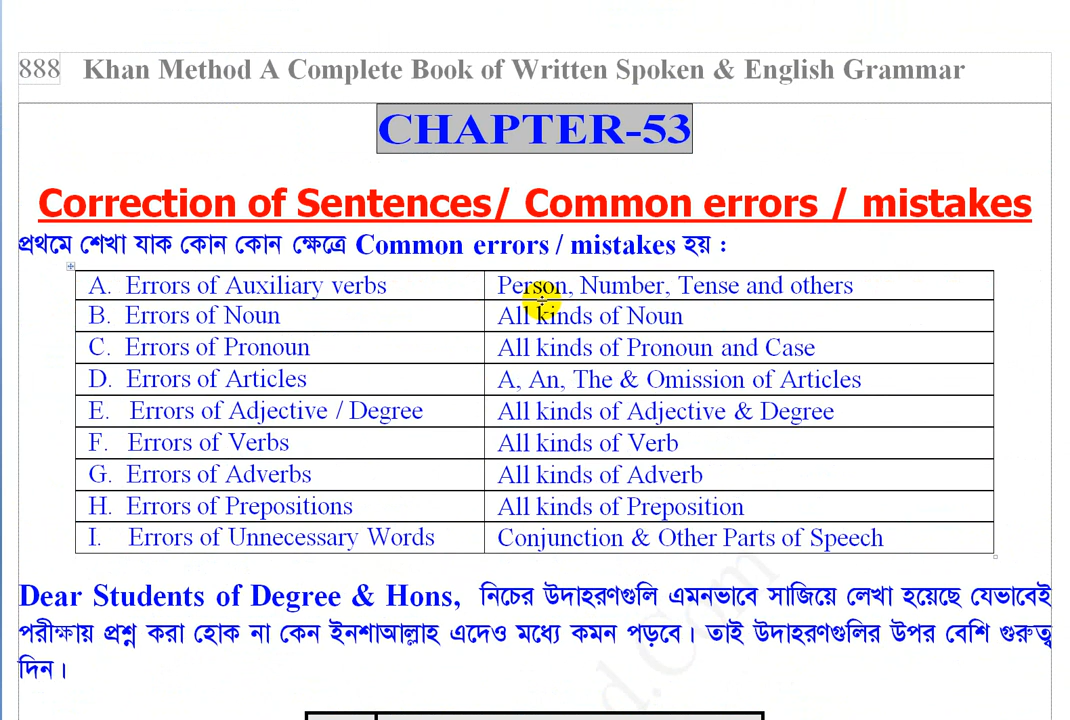 888 Khan Method A Complete Book of Written Spoken & English Grammar
CHAPTER-53
Correction of Sentences/ Common errors / mistakes
প্রথমে শেখা যাক কোন কোন ক্ষেত্রে Common errors / mistakes হয় :
A. Errors of Auxiliary verbs Person, Number, Tense and others
B. Errors of Noun All kinds of Noun
C. Errors of Pronoun All kinds of Pronoun and Case
D. Errors of Articles A, An, The & Omission of Articles
E. Errors of Adjective / Degree All kinds of Adjective & Degree
F. Errors of Verbs All kinds of Verb
G. Errors of Adverbs All kinds of Adverb
H. Errors of Prepositions All kinds of Preposition
I. Errors of Unnecessary Words Conjunction & Other Parts of Speech
Dear Students of Degree & Hons, নিচের উদাহরণগুলি এমনভাবে সাজিয়ে লেখা হয়েছে যেভাবেই
পরীক্ষায় প্রশ্ন করা হোক না কেন ইনশাআল্লাহ এদেও মধ্যে কমন পড়বে। তাই উদাহরণগুলির উপর বেশি গুরুত্ব
দিন।